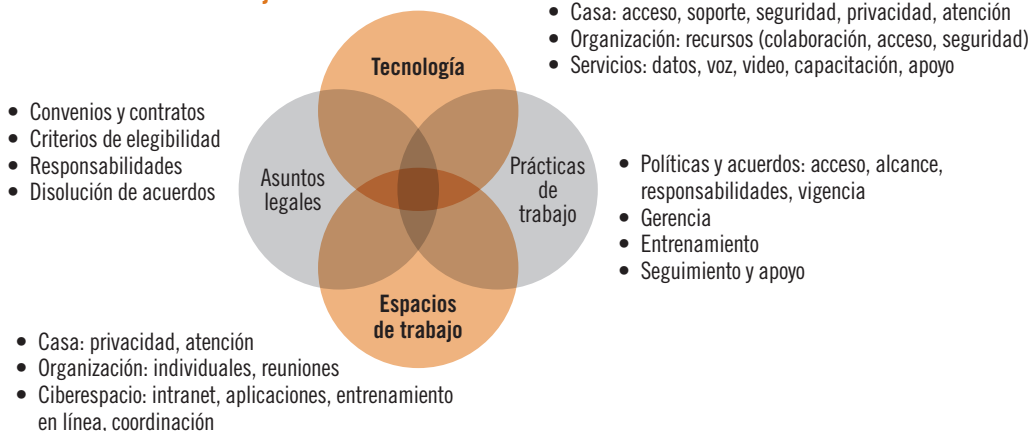 • Casa: acceso, soporte, seguridad, privacidad, atención
• Organización: recursos (colaboración, acceso, seguridad)
• Servicios: datos, voz, video, capacitación, apoyo
Tecnología
• Convenios y contratos
• Criterios de elegibilidad
• Responsabilidades
• Disolución de acuerdos
Asuntos
legales
Prácticas
de
trabajo
• Políticas y acuerdos: acceso, alcance,
responsabilidades, vigencia
• Gerencia
• Entrenamiento
• Seguimiento y apoyo
Espacios
de trabajo
• Casa: privacidad, atención
• Organización: individuales, reuniones
• Ciberespacio: intranet, aplicaciones, entrenamiento
en línea, coordinación